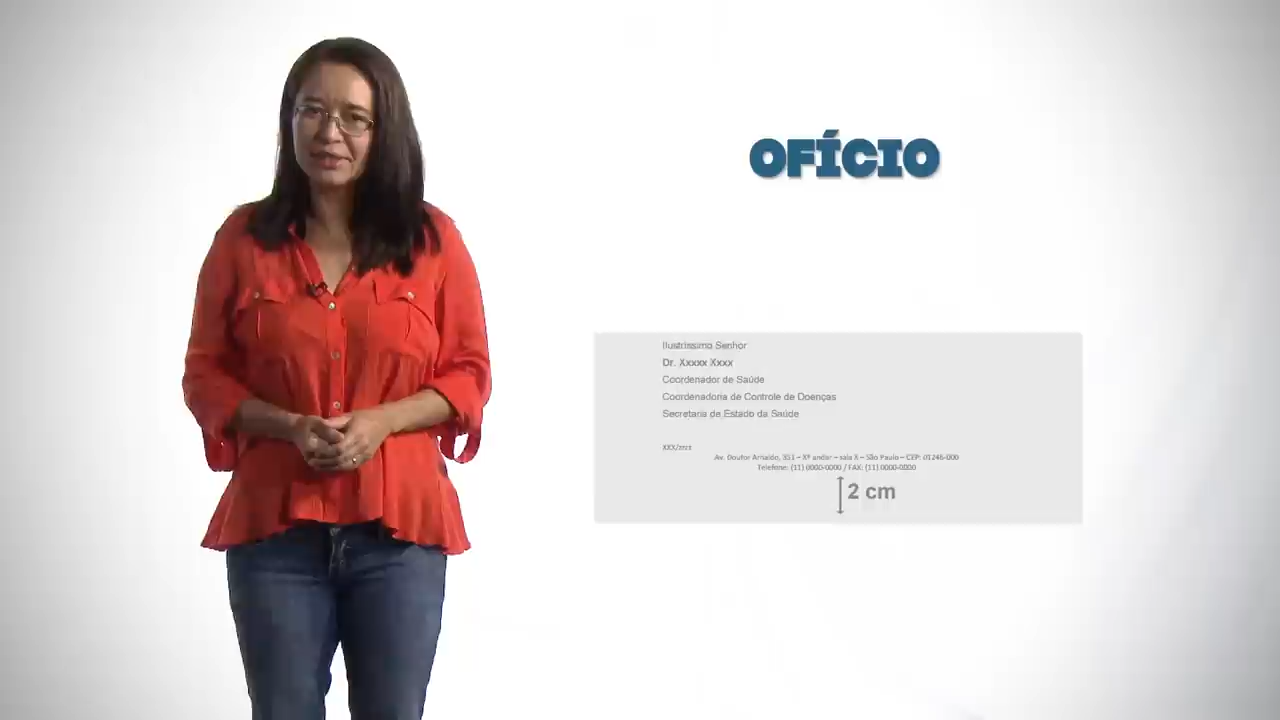 OFÍCIO
Ilustríssimo Senhor
Dr. Xxxxx Xxxx
Coordenador de Saúde
Coordenadoria de Controle de Doenças
Secretaria de Estado da Saúde
XXX/zzzz
Av. Doutor Arnaldo, 351 – Xº andar – sala X – São Paulo – CEP: 01246-000
Telefone: (11) 0000-0000 / FAX: (11) 0000-0000
2 cm